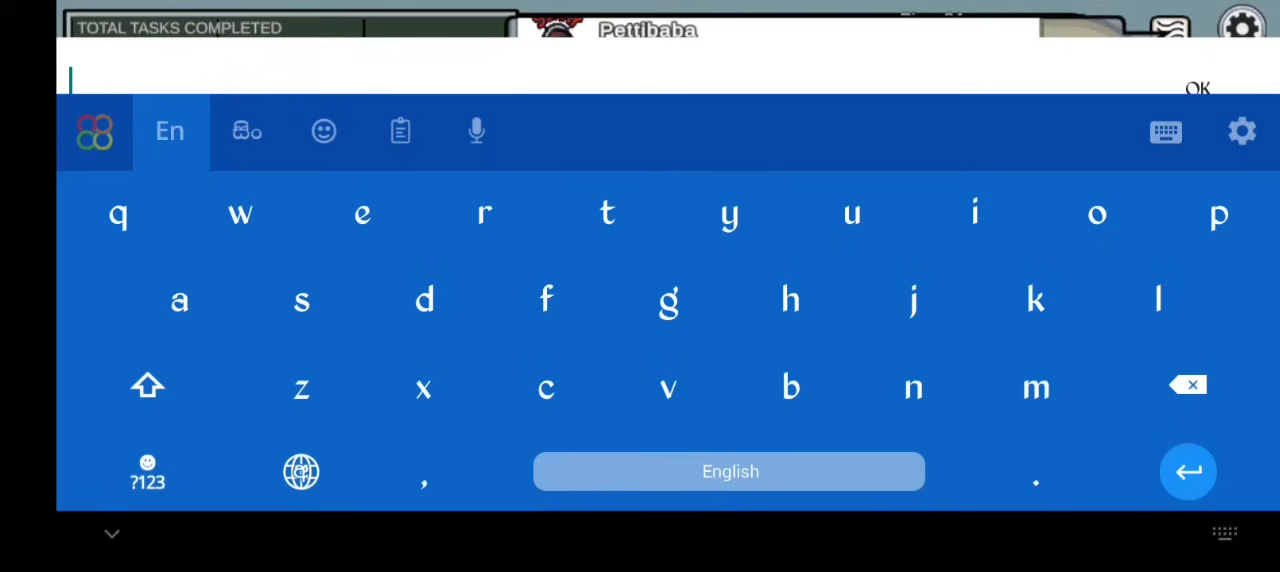 TOTAL TASKS COMPLETED
Pettibaba
OK
En සිං
q w e r t y u i o p
a s d f g h j k l
z x c v b n m
?123 , English .